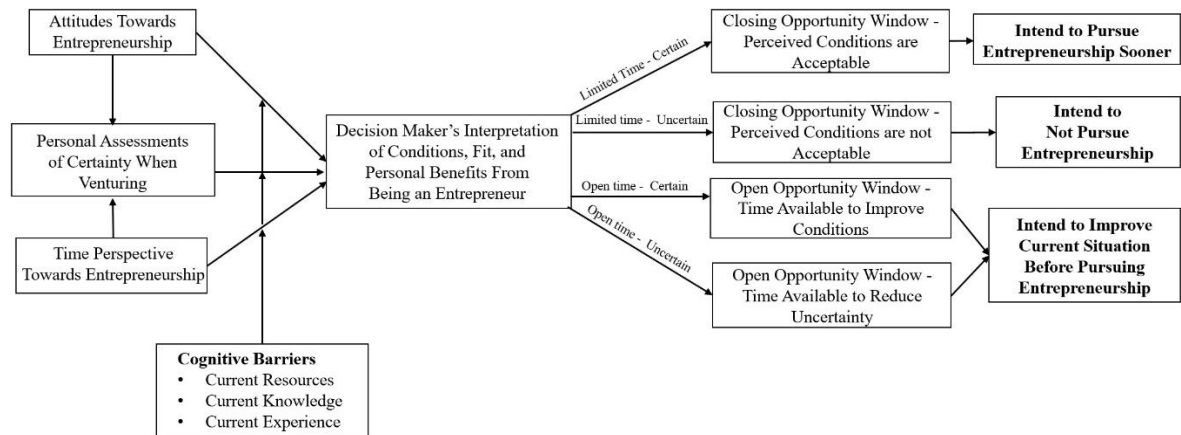 Attitudes Towards
Entrepreneurship
Personal Assessments
of Certainty When
Venturing
Time Perspective
Towards Entrepreneurship
Cognitive Barriers
• Current Resources
• Current Knowledge
• Current Experience
Decision Maker's Interpretation
of Conditions, Fit, and
Personal Benefits From
Being an Entrepreneur
Limited Time - Certain
Limited time - Uncertain
Open time - Certain
Open time - Uncertain
Closing Opportunity Window -
Perceived Conditions are
Acceptable
Closing Opportunity Window -
Perceived Conditions are not
Acceptable
Open Opportunity Window -
Time Available to Improve
Conditions
Open Opportunity Window -
Time Available to Reduce
Uncertainty
Intend to Pursue
Entrepreneurship Sooner
Intend to
Not Pursue
Entrepreneurship
Intend to Improve
Current Situation
Before Pursuing
Entrepreneurship